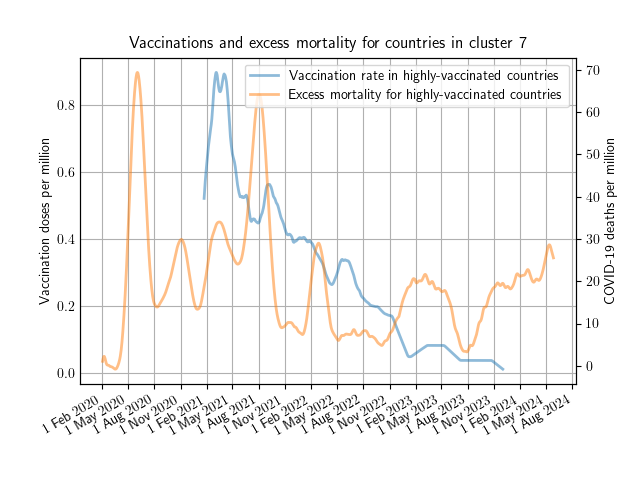 Vaccinations and excess mortality for countries in cluster 7
Vaccination rate in highly-vaccinated countries
Excess mortality for highly-vaccinated countries
Vaccination doses per million
0.8
0.6
0.4
0.2
0.0
COVID-19 deaths per million
70
60
50
40
30
20
10
0
1 Feb 2020
1 May 2020
1 Aug 2020
1 Nov 2020
1 Feb 2021
1 May 2021
1 Aug 2021
1 Nov 2021
1 Feb 2022
1 May 2022
1 Aug 2022
1 Nov 2022
1 Feb 2023
1 May 2023
1 Aug 2023
1 Nov 2023
1 Feb 2024
1 May 2024
1 Aug 2024